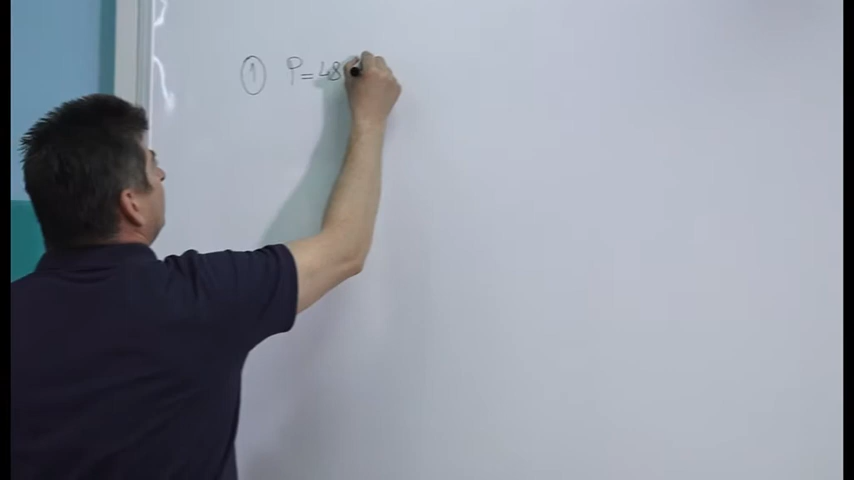 ① P = 48